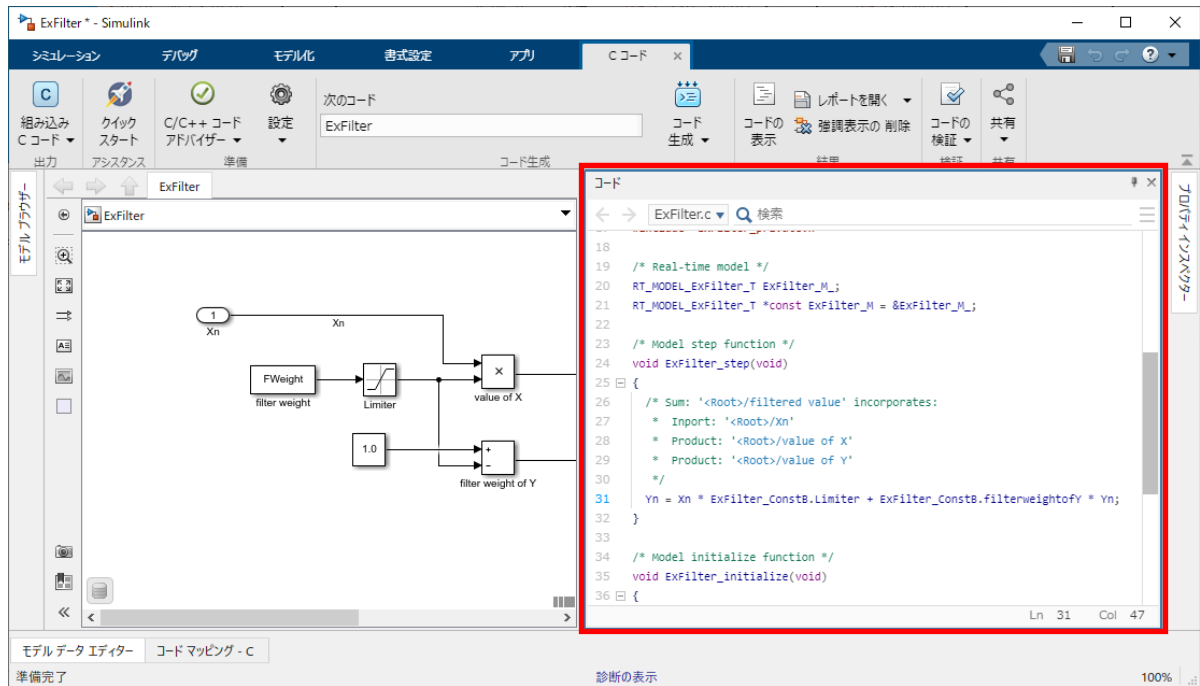 ExFilter * - Simulink
シミュレーション デバッグ モデル化 書式設定 アプリ C コード
組み込み C コード
クイック スタート
C/C++ コード アドバイザー
設定
次のコード
ExFilter
コード 生成
コードの 表示
レポートを開く
強調表示の 削除
コードの 検証
共有
出力 アシスタンス 準備 コード生成 結果 検証 共有
モデル ブラウザー
ExFilter
ExFilter
1
Xn
Xn
FWeight
filter weight
Limiter
×
value of X
1.0
+
−
filter weight of Y
コード
ExFilter.c 検索
18
19 /* Real-time model */
20 RT_MODEL_ExFilter_T ExFilter_M_;
21 RT_MODEL_ExFilter_T *const ExFilter_M = &ExFilter_M_;
22
23 /* Model step function */
24 void ExFilter_step(void)
25 {
26 /* Sum: '<Root>/filtered value' incorporates:
27 * Inport: '<Root>/Xn'
28 * Product: '<Root>/value of X'
29 * Product: '<Root>/value of Y'
30 */
31 Yn = Xn * ExFilter_ConstB.Limiter + ExFilter_ConstB.filterweightofY * Yn;
32 }
33
34 /* Model initialize function */
35 void ExFilter_initialize(void)
36 {
Ln 31 Col 47
プロパティ インスペクター
モデル データ エディター コード マッピング - C
準備完了 診断の表示 100%